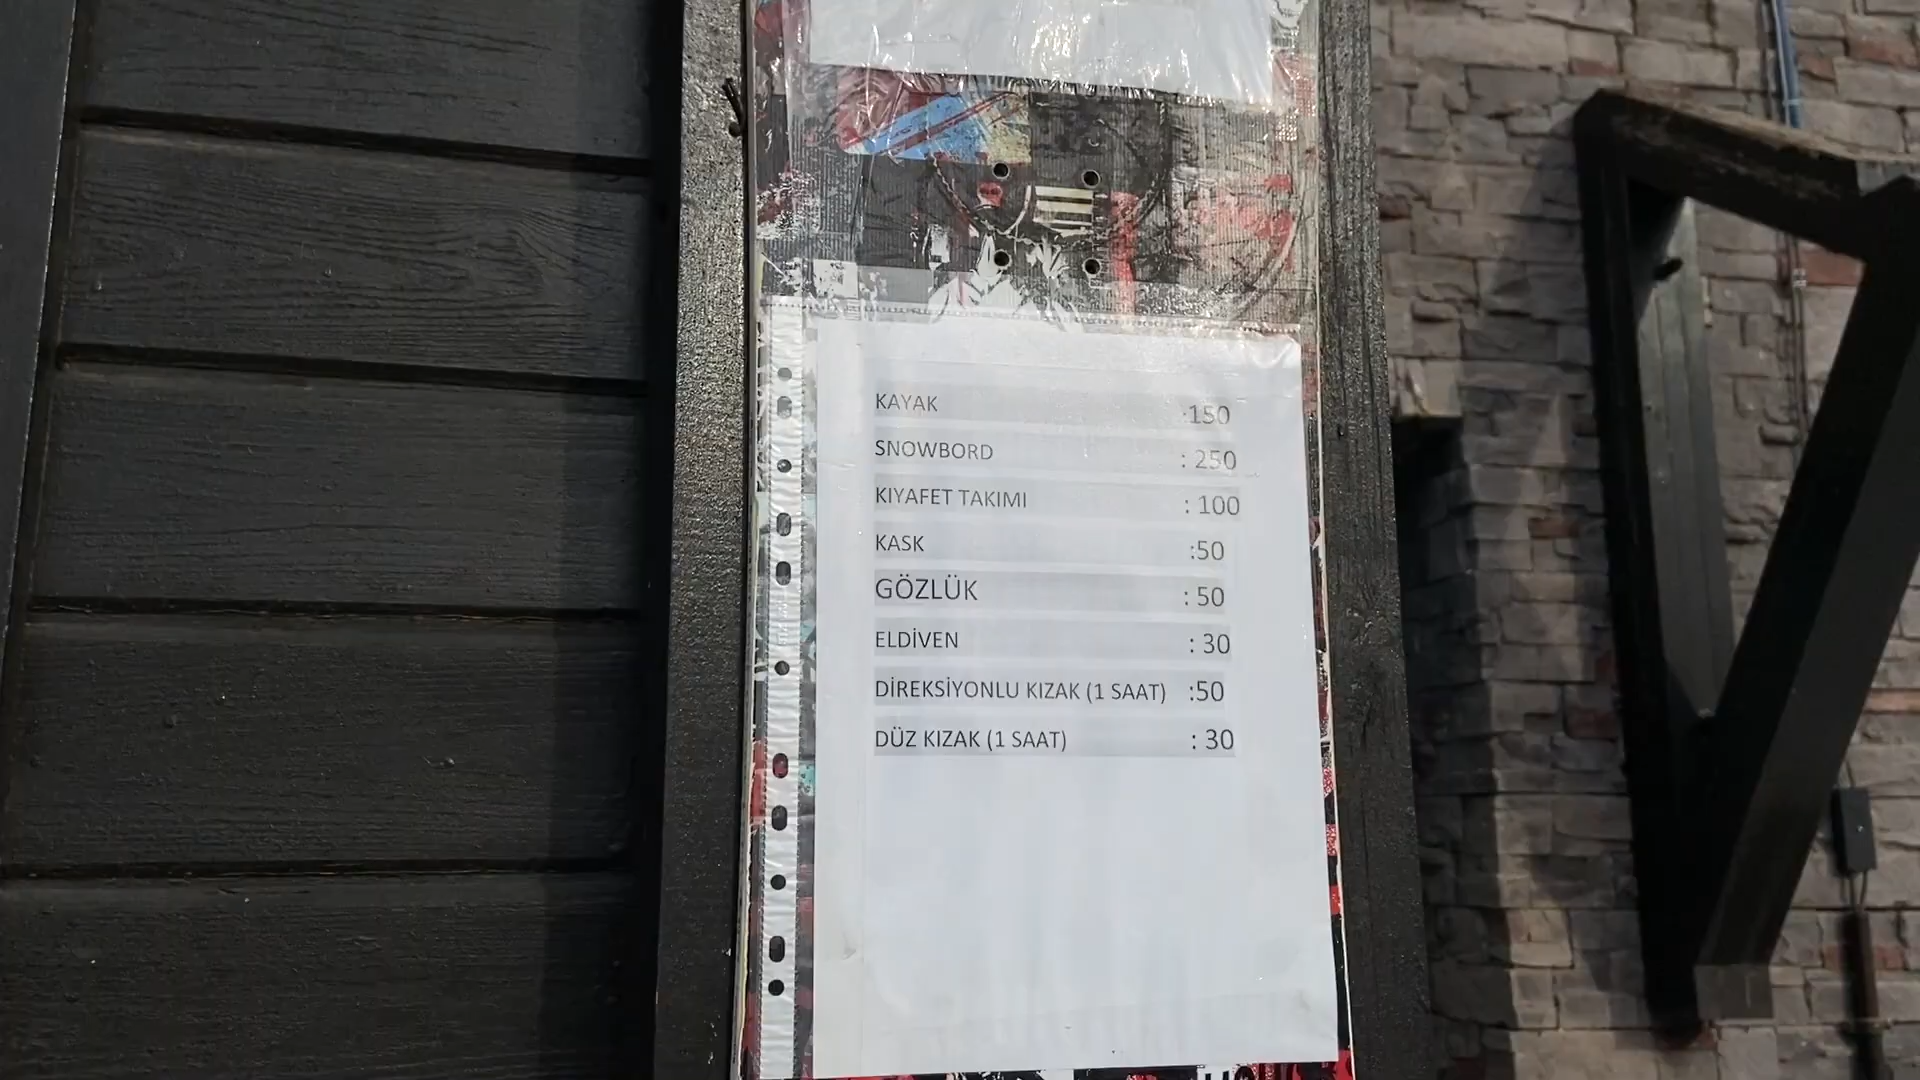 KAYAK :150
SNOWBORD : 250
KIYAFET TAKIMI : 100
KASK :50
GÖZLÜK : 50
ELDİVEN : 30
DİREKSİYONLU KIZAK (1 SAAT) :50
DÜZ KIZAK (1 SAAT) : 30